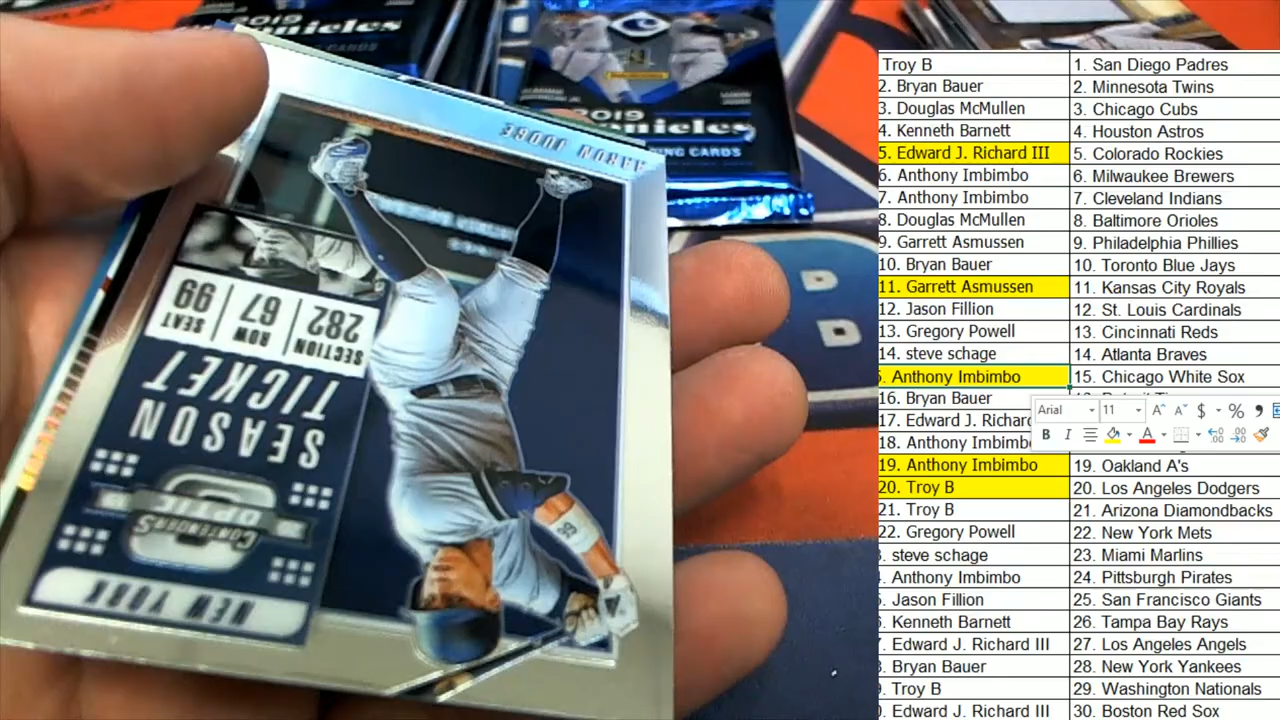 2019
2019
chronicles
TRADING CARDS
AARON JUDGE
SECTION ROW SEAT
282 67 99
SEASON
TICKET
CONTENDERS
OPTIC
NEW YORK
99
Troy B 1. San Diego Padres
2. Bryan Bauer 2. Minnesota Twins
3. Douglas McMullen 3. Chicago Cubs
4. Kenneth Barnett 4. Houston Astros
5. Edward J. Richard III 5. Colorado Rockies
6. Anthony Imbimbo 6. Milwaukee Brewers
7. Anthony Imbimbo 7. Cleveland Indians
8. Douglas McMullen 8. Baltimore Orioles
9. Garrett Asmussen 9. Philadelphia Phillies
10. Bryan Bauer 10. Toronto Blue Jays
11. Garrett Asmussen 11. Kansas City Royals
12. Jason Fillion 12. St. Louis Cardinals
13. Gregory Powell 13. Cincinnati Reds
14. steve schage 14. Atlanta Braves
Anthony Imbimbo 15. Chicago White Sox
16. Bryan Bauer
17. Edward J. Richard
18. Anthony Imbimbo
Arial 11 A A $ % 9
B I A
19. Anthony Imbimbo 19. Oakland A's
20. Troy B 20. Los Angeles Dodgers
21. Troy B 21. Arizona Diamondbacks
22. Gregory Powell 22. New York Mets
steve schage 23. Miami Marlins
Anthony Imbimbo 24. Pittsburgh Pirates
Jason Fillion 25. San Francisco Giants
Kenneth Barnett 26. Tampa Bay Rays
Edward J. Richard III 27. Los Angeles Angels
Bryan Bauer 28. New York Yankees
Troy B 29. Washington Nationals
Edward J. Richard III 30. Boston Red Sox